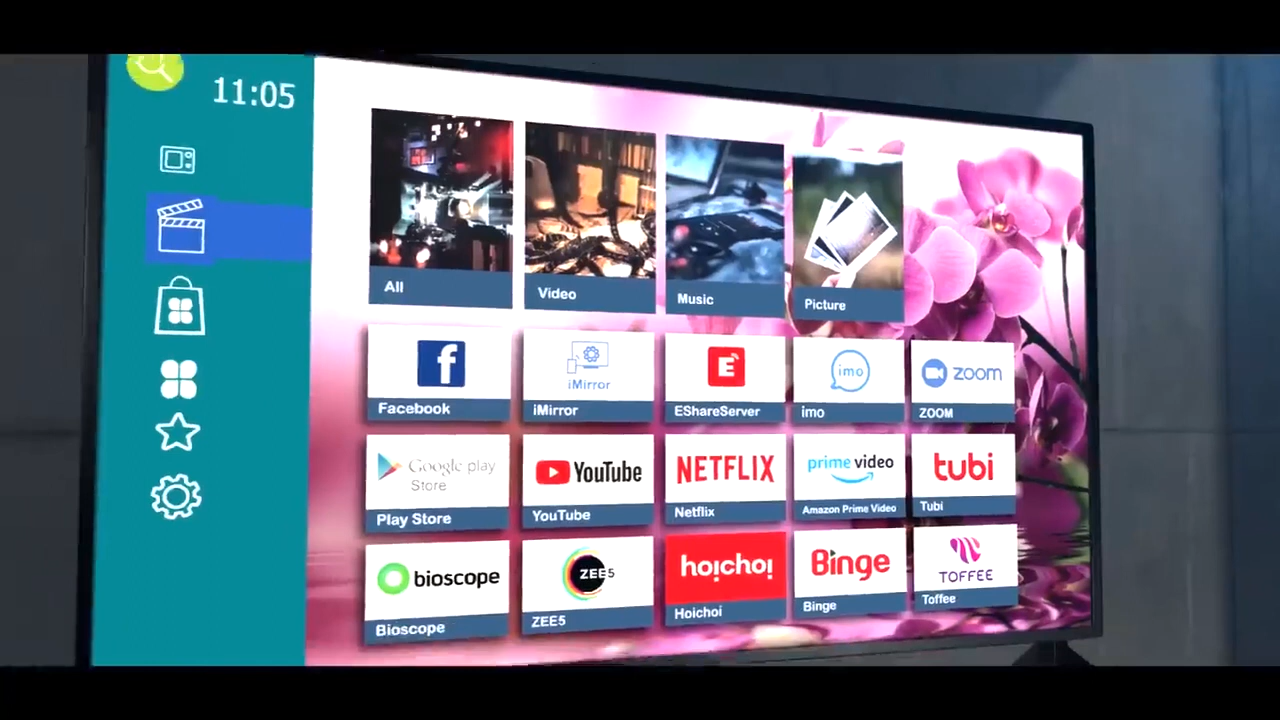 11:05
All
Video
Music
Picture
f
iMirror
E
imo
zoom
Facebook
iMirror
EShareServer
imo
ZOOM
Google play
Store
YouTube
NETFLIX
prime video
tubi
Play Store
YouTube
Netflix
Amazon Prime Video
Tubi
bioscope
ZEE5
hoichoi
Binge
TOFFEE
Bioscope
ZEE5
Hoichoi
Binge
Toffee